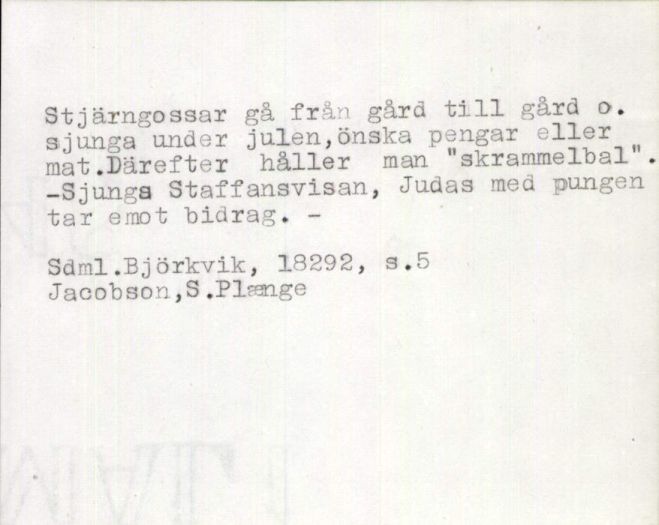 Stjärngossar gå från gård till gård o.
sjunga under julen,önska pengar eller
mat.Därefter håller man "skrammelbal".
-Sjungs Staffansvisan, Judas med pungen
tar emot bidrag. -
Sdml.Björkvik, 18292, s.5
Jacobson,S.Plænge